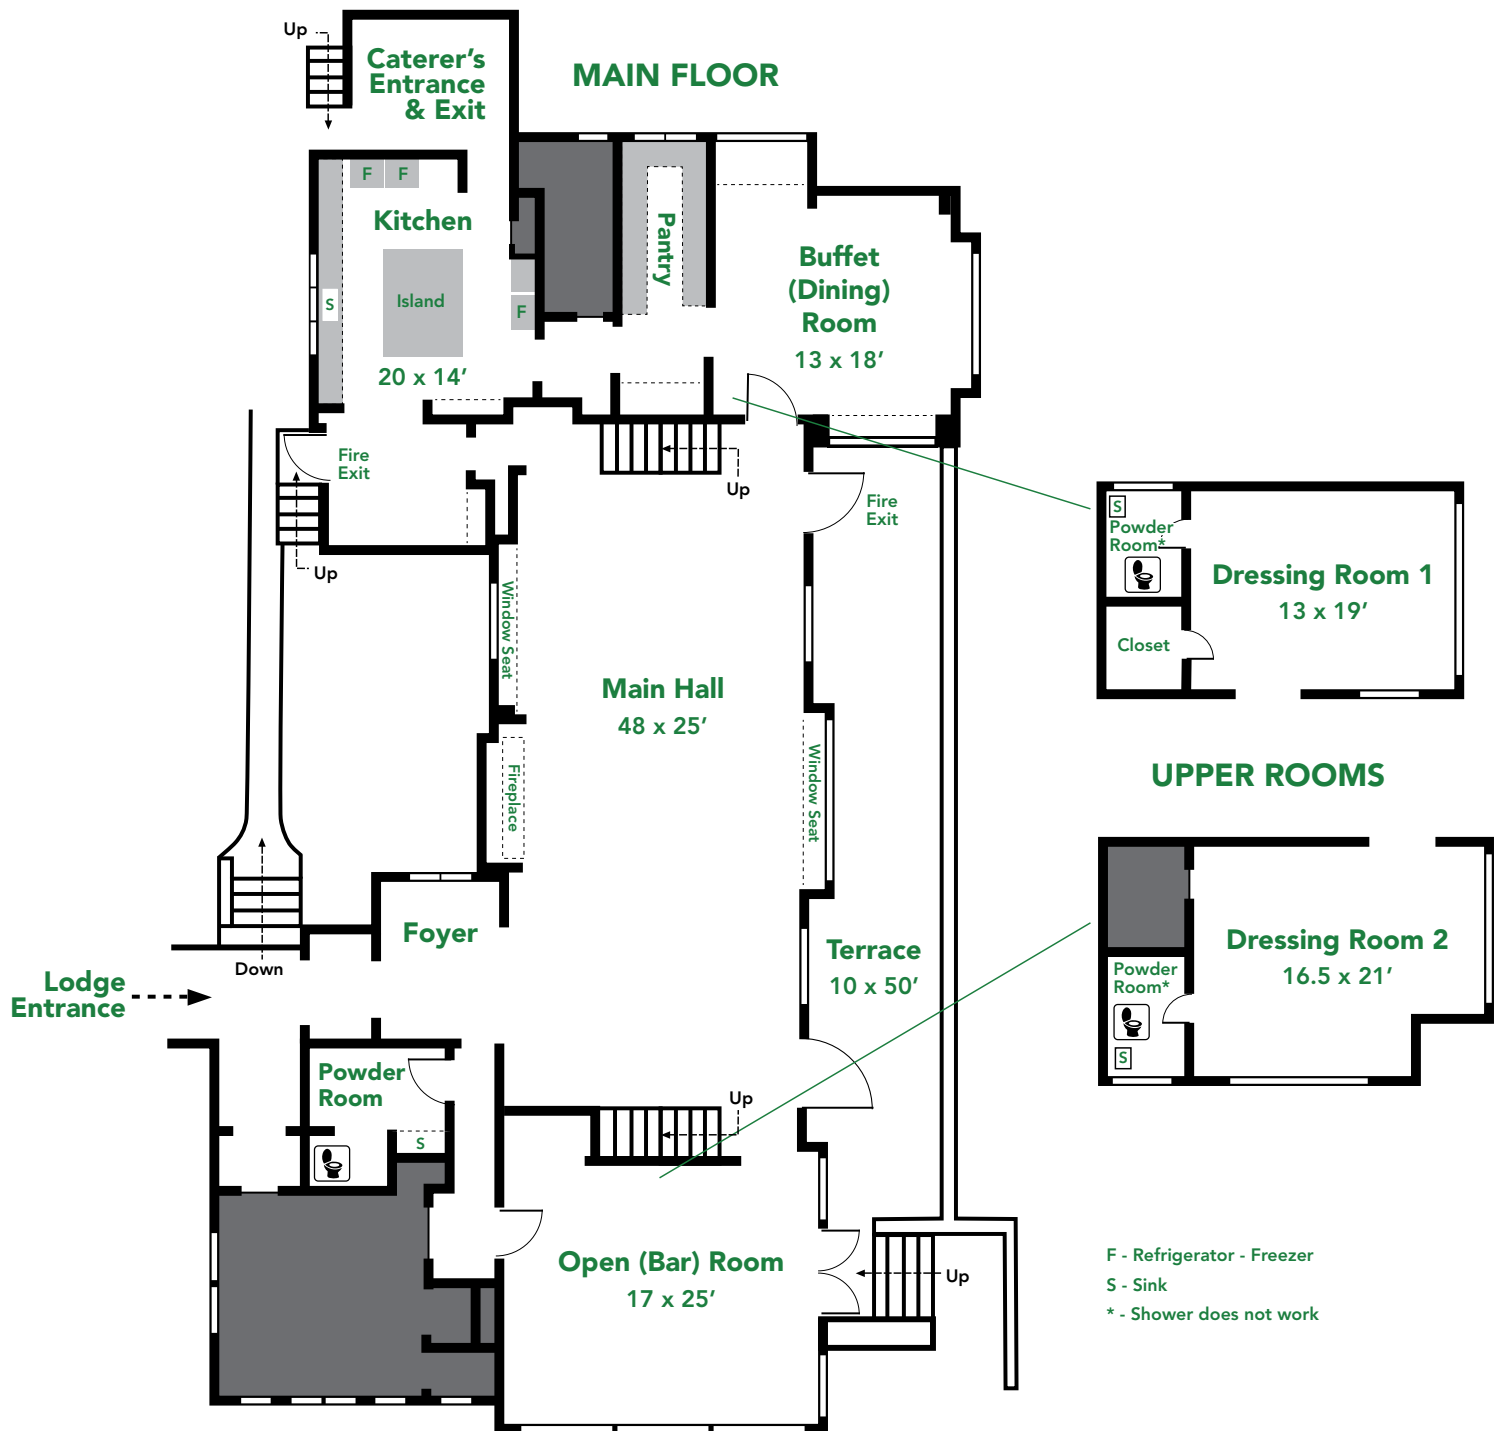 Up
Caterer’s
Entrance
& Exit
MAIN FLOOR
F
F
Kitchen
Pantry
Buffet
(Dining)
Room
13 x 18’
S
Island
F
20 x 14’
Fire
Exit
Up
Up
Fire
Exit
S
Powder
Room*
Dressing Room 1
13 x 19’
Closet
Window Seat
Main Hall
48 x 25’
Fireplace
Window Seat
UPPER ROOMS
Foyer
Down
Lodge
Entrance
Terrace
10 x 50’
Dressing Room 2
16.5 x 21’
Powder
Room*
S
Powder
Room
S
Up
Open (Bar) Room
17 x 25’
Up
F - Refrigerator - Freezer
S - Sink
* - Shower does not work